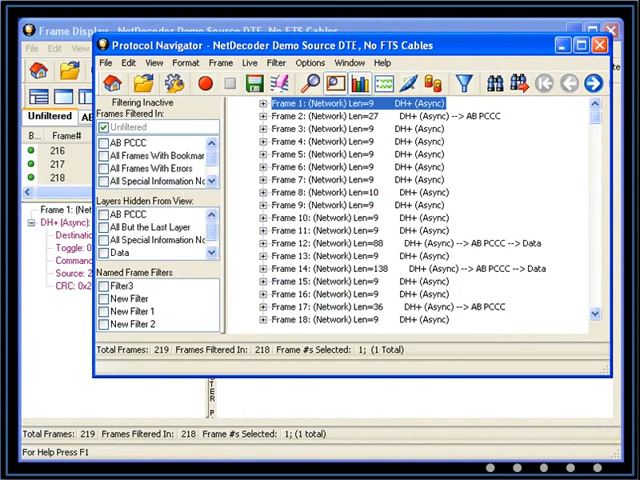 Frame Display
File Edit
Unfiltered AB
B... Frame#
216
217
218
Frame 1: (Net
DH+ (Async):
Destination
Toggle: 0
Command
Source: 2
CRC: 0x2
Total Frames: 219 Frames Filtered In: 218 Frame #s Selected: 1; (1 total)
For Help Press F1
Protocol Navigator - NetDecoder Demo Source DTE, No FTS Cables
File Edit View Format Frame Live Filter Options Window Help
Filtering Inactive
Frames Filtered In:
Unfiltered
AB PCCC
All Frames With Bookmar
All Frames With Errors
All Special Information No
Layers Hidden From View:
AB PCCC
All But the Last Layer
All Special Information No
Data
Named Frame Filters
Filter3
New Filter
New Filter 1
New Filter 2
Frame 1: (Network) Len=9 DH+ (Async)
Frame 2: (Network) Len=27 DH+ (Async) --> AB PCCC
Frame 3: (Network) Len=9 DH+ (Async)
Frame 4: (Network) Len=9 DH+ (Async)
Frame 5: (Network) Len=9 DH+ (Async)
Frame 6: (Network) Len=9 DH+ (Async)
Frame 7: (Network) Len=9 DH+ (Async)
Frame 8: (Network) Len=10 DH+ (Async)
Frame 9: (Network) Len=9 DH+ (Async)
Frame 10: (Network) Len=9 DH+ (Async)
Frame 11: (Network) Len=9 DH+ (Async)
Frame 12: (Network) Len=88 DH+ (Async) --> AB PCCC --> Data
Frame 13: (Network) Len=9 DH+ (Async)
Frame 14: (Network) Len=138 DH+ (Async) --> AB PCCC --> Data
Frame 15: (Network) Len=9 DH+ (Async)
Frame 16: (Network) Len=9 DH+ (Async)
Frame 17: (Network) Len=36 DH+ (Async) --> AB PCCC
Frame 18: (Network) Len=9 DH+ (Async)
Total Frames: 219 Frames Filtered In: 218 Frame #s Selected: 1; (1 Total)